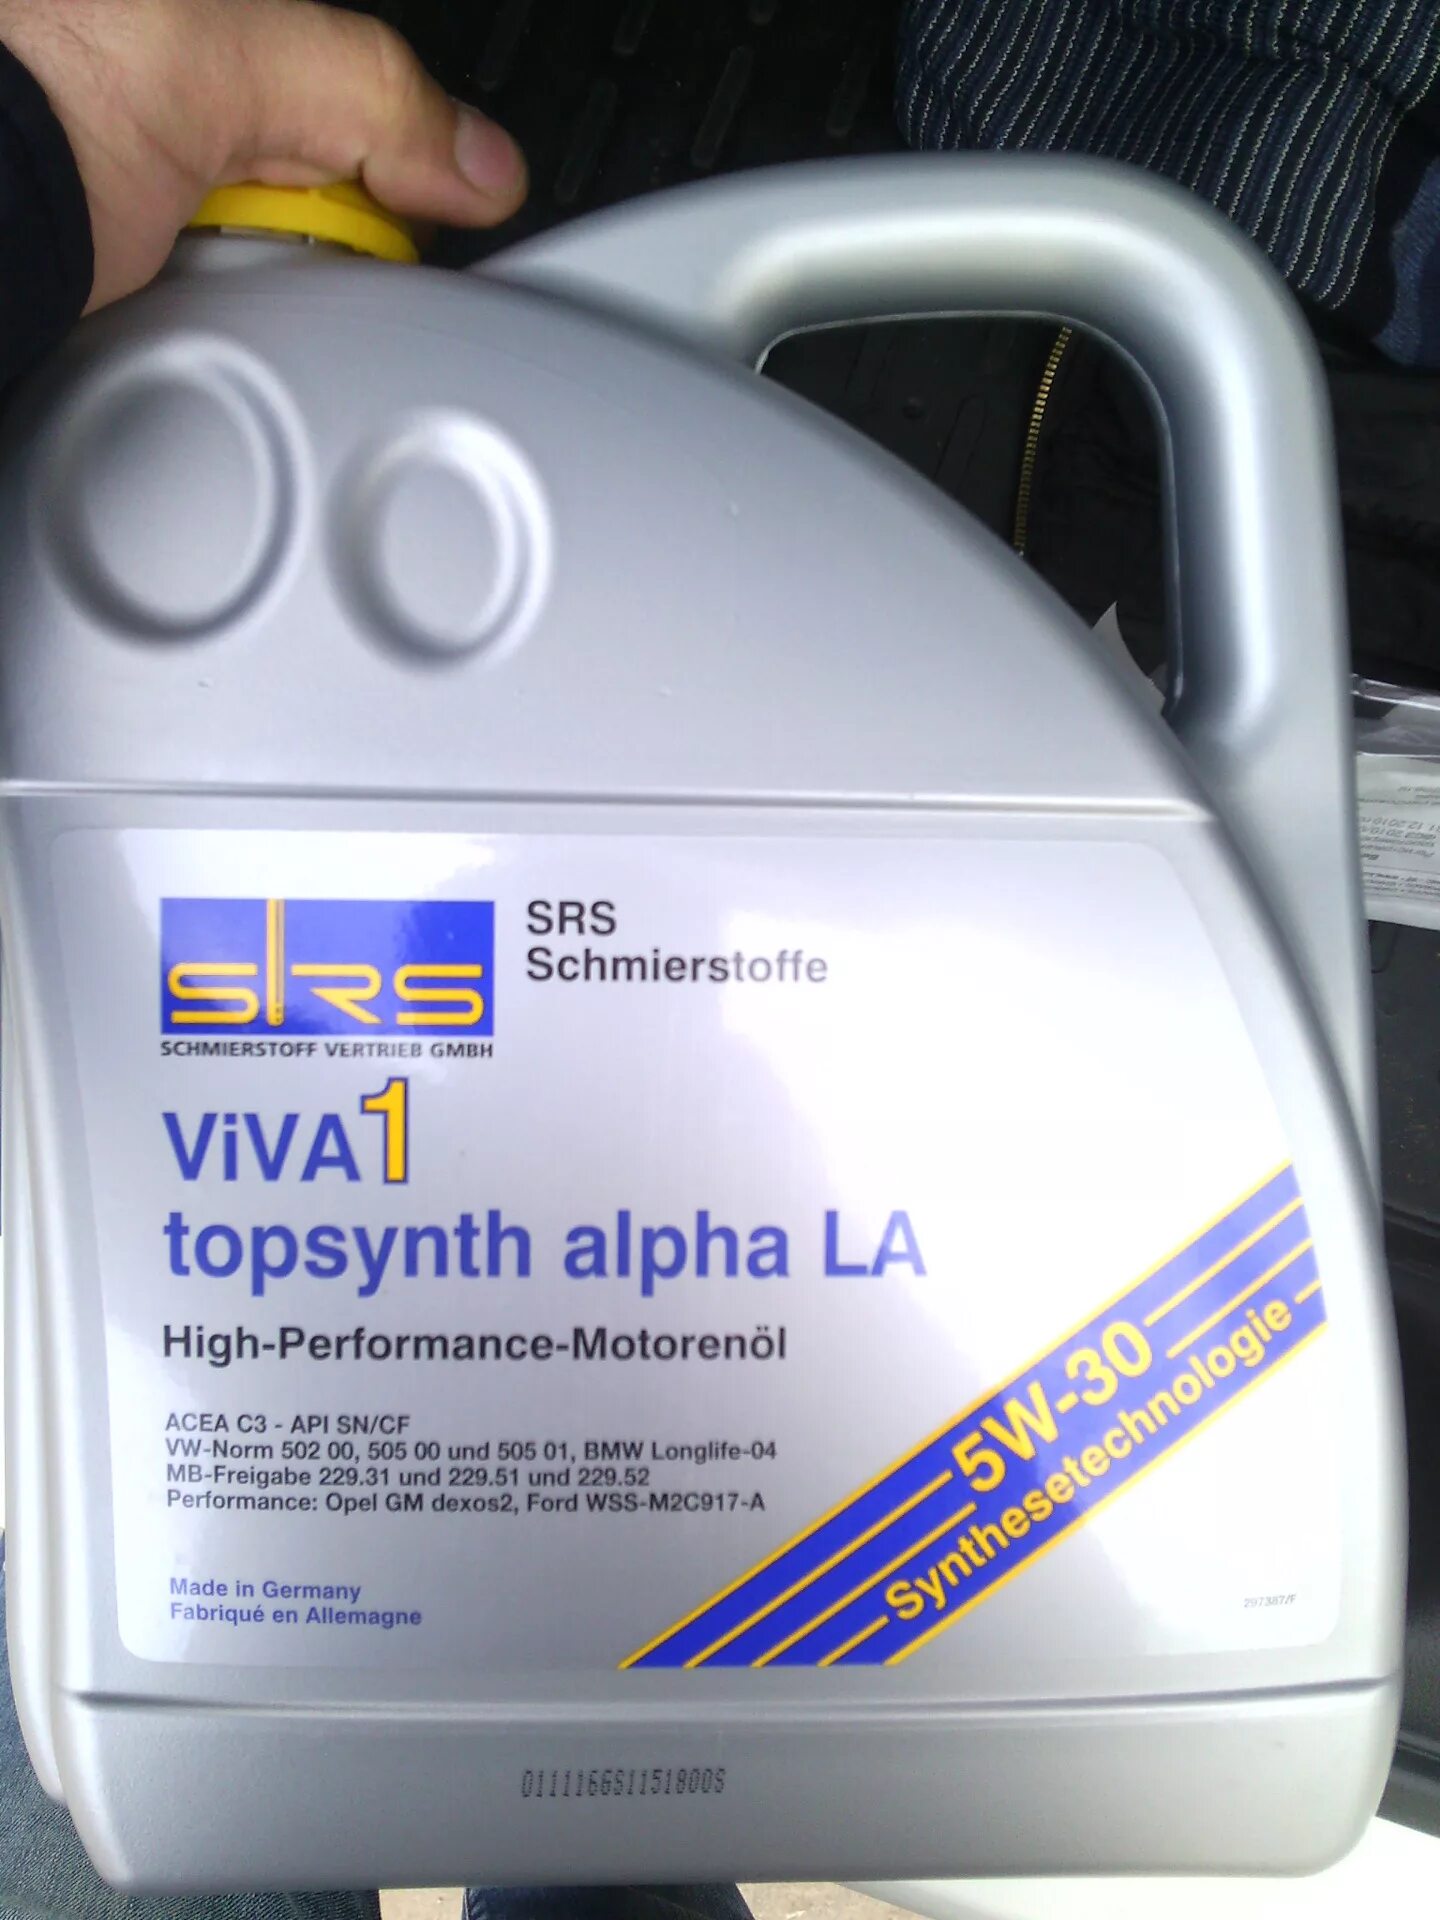 SRS
SCHMIERSTOFF VERTRIEB GMBH
SRS
Schmierstoffe
ViVA1
topsynth alpha LA
High-Performance-Motorenöl
ACEA C3 - API SN/CF
VW-Norm 502 00, 505 00 und 505 01, BMW Longlife-04
MB-Freigabe 229.31 und 229.51 und 229.52
Performance: Opel GM dexos2, Ford WSS-M2C917-A
5W-30
Synthesetechnologie
Made in Germany
Fabriqué en Allemagne
297387/F
0111166S1151800S